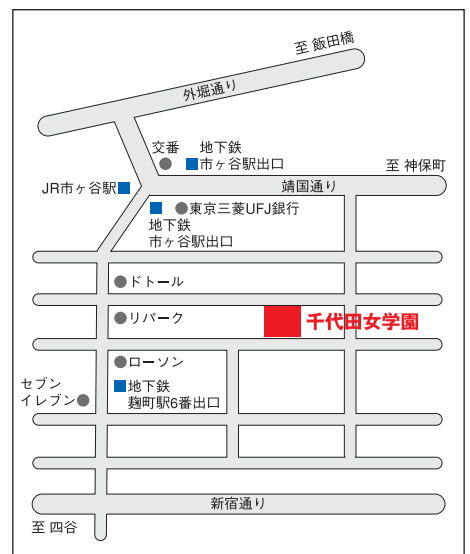 至 飯田橋
外堀通り
交番
地下鉄
市ヶ谷駅出口
至 神保町
JR市ヶ谷駅
靖国通り
東京三菱UFJ銀行
地下鉄
市ヶ谷駅出口
ドトール
リパーク
千代田女学園
ローソン
セブン
イレブン
地下鉄
麹町駅6番出口
新宿通り
至 四谷